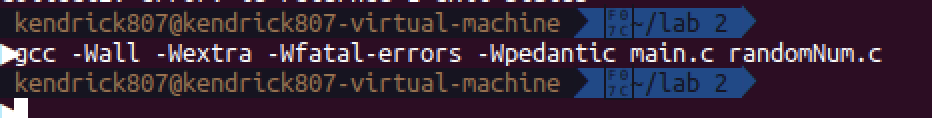 kendrick807@kendrick807-virtual-machine ~/lab 2
gcc -Wall -Wextra -Wfatal-errors -Wpedantic main.c randomNum.c
kendrick807@kendrick807-virtual-machine ~/lab 2